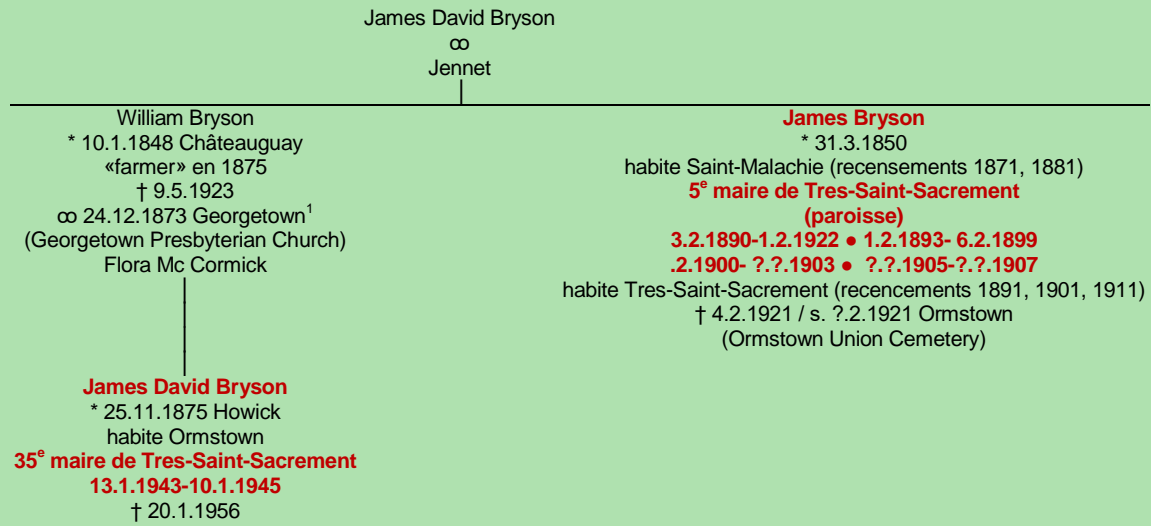 James David Bryson
∞
Jennet
William Bryson
* 10.1.1848 Châteauguay
«farmer» en 1875
† 9.5.1923
∞ 24.12.1873 Georgetown1
(Georgetown Presbyterian Church)
Flora Mc Cormick
James Bryson
* 31.3.1850
habite Saint-Malachie (recensements 1871, 1881)
5e maire de Tres-Saint-Sacrement
(paroisse)
3.2.1890-1.2.1922 ● 1.2.1893- 6.2.1899
.2.1900- ?.?.1903 ● ?.?.1905-?.?.1907
habite Tres-Saint-Sacrement (recencements 1891, 1901, 1911)
† 4.2.1921 / s. ?.2.1921 Ormstown
(Ormstown Union Cemetery)
James David Bryson
* 25.11.1875 Howick
habite Ormstown
35e maire de Tres-Saint-Sacrement
13.1.1943-10.1.1945
† 20.1.1956